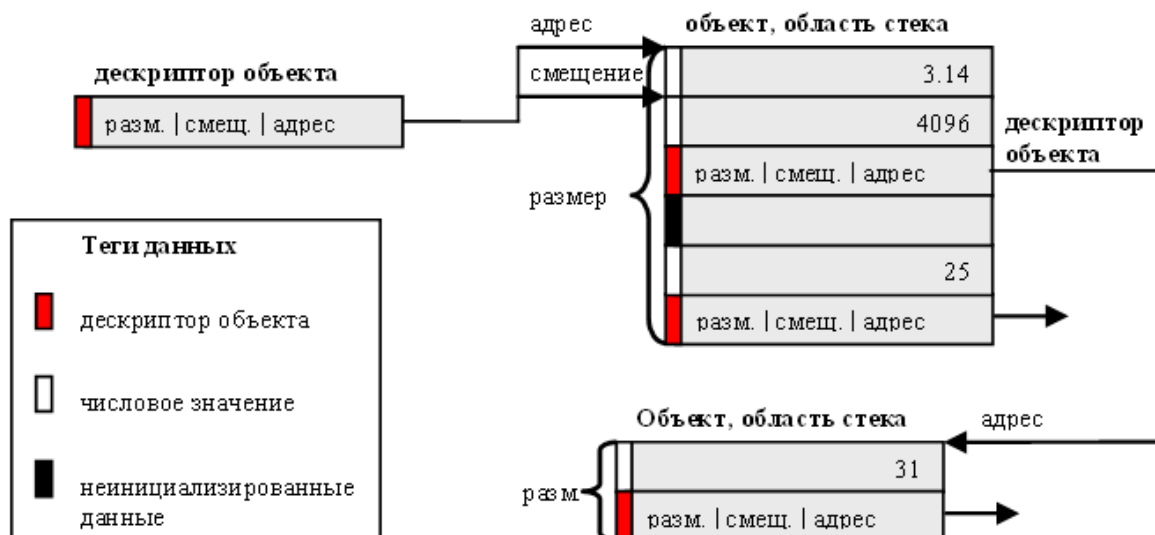 адрес
объект, область стека
дескриптор объекта
смещение
3.14
разм. | смещ. | адрес
4096
дескриптор
объекта
разм. | смещ. | адрес
размер
Теги данных
25
дескриптор объекта
разм. | смещ. | адрес
числовое значение
Объект, область стека
адрес
31
разм.
неинициализированные
данные
разм. | смещ. | адрес